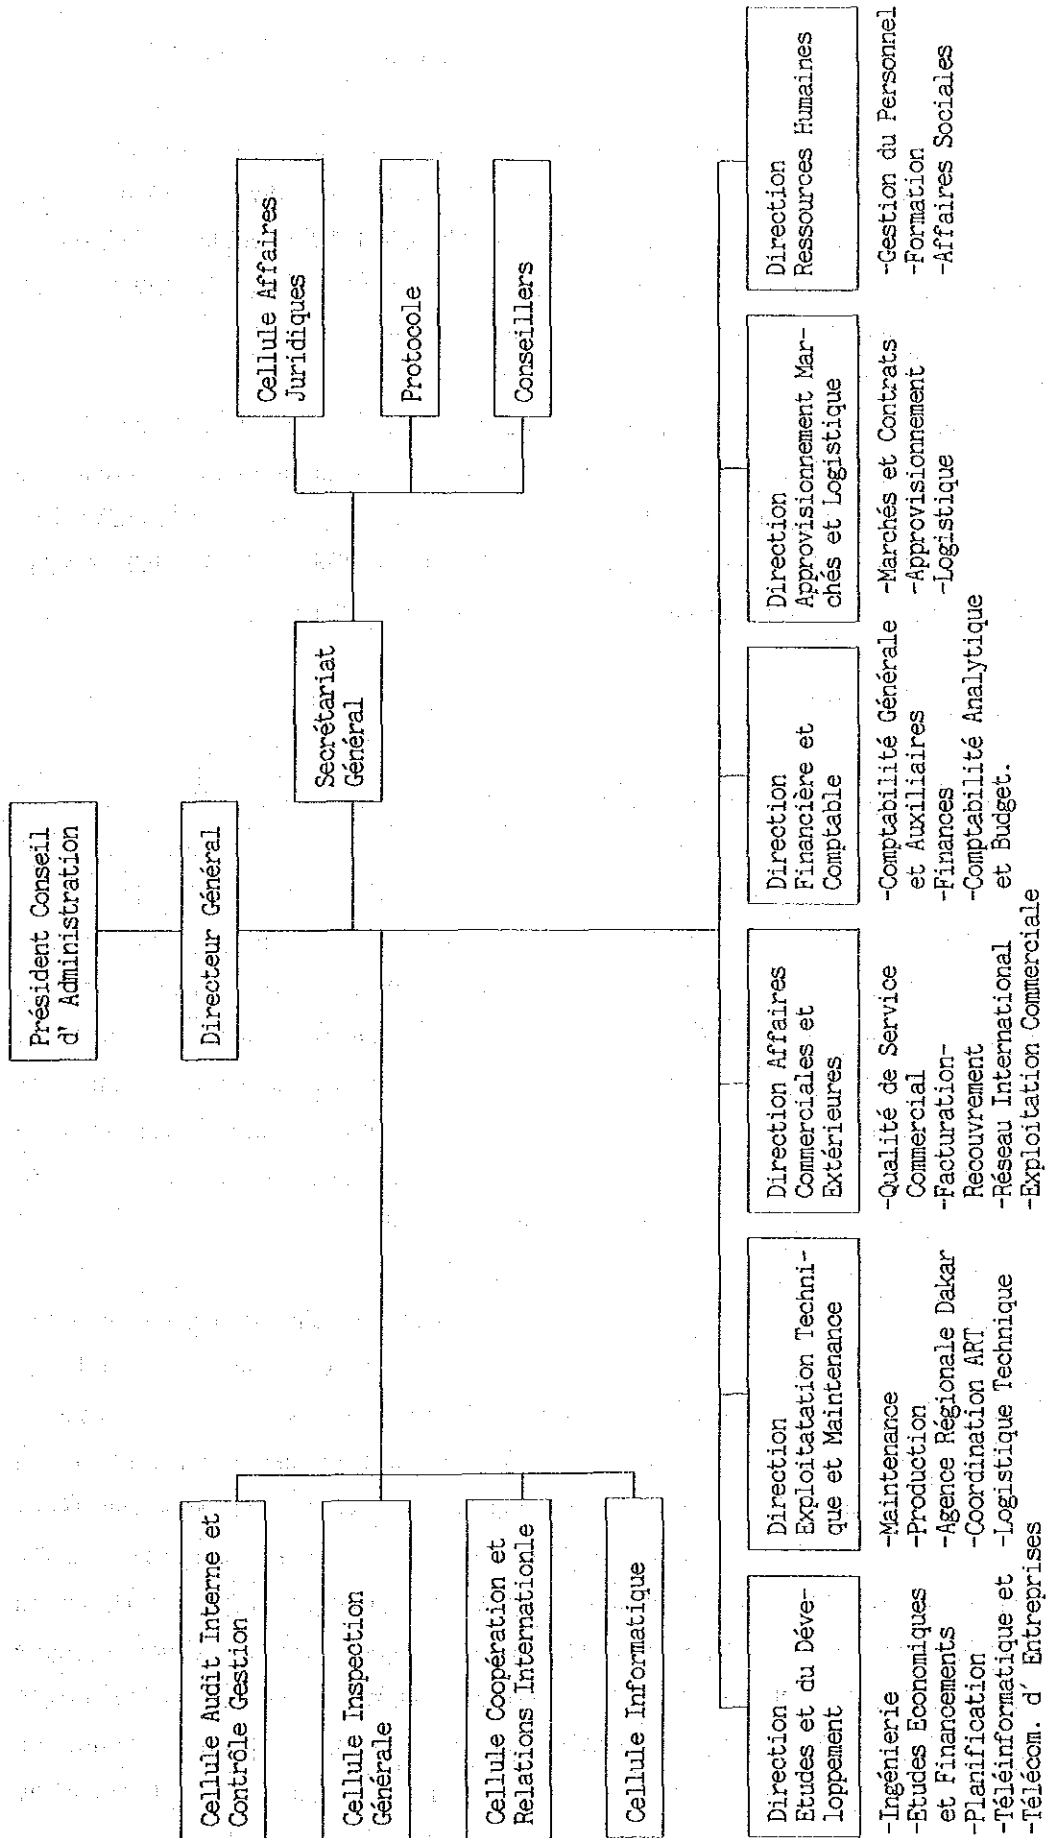 Président Conseil
d' Administration
Directeur Général
Secrétariat
Général
Cellule Affaires
Juridiques
Protocole
Conseillers
Cellule Audit Interne et
Contrôle Gestion
Cellule Inspection
Générale
Cellule Coopération et
Relations Internationle
Cellule Informatique
Direction
Etudes et du Déve-
loppement
-Ingénierie
-Etudes Economiques
et Financements
-Planification
-Téléinformatique et
-Télécom. d' Entreprises
Direction
Exploitatation Techni-
que et Maintenance
-Maintenance
-Production
-Agence Régionale Dakar
-Coordination ART
-Logistique Technique
Direction Affaires
Commerciales et
Extérieures
-Qualité de Service
Commercial
-Facturation-
Recouvrement
-Réseau International
-Exploitation Commerciale
Direction
Financière et
Comptable
-Comptabilité Générale
et Auxiliaires
-Finances
-Comptabilité Analytique
et Budget.
Direction
Approvisionnement Mar-
chés et Logistique
-Marchés et Contrats
-Approvisionnement
-Logistique
Direction
Ressources Humaines
-Gestion du Personnel
-Formation
-Affaires Sociales